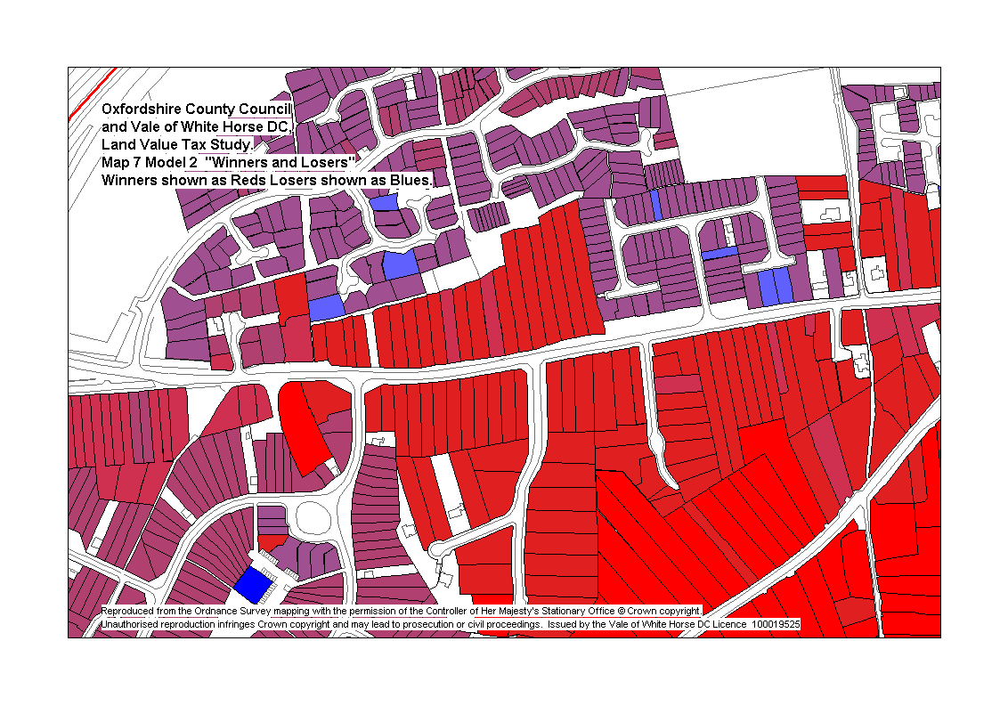 Oxfordshire County Council
and Vale of White Horse DC,
Land Value Tax Study.
Map 7 Model 2  "Winners and Losers"
Winners shown as Reds Losers shown as Blues.
Reproduced from the Ordnance Survey mapping with the permission of the Controller of Her Majesty's Stationary Office © Crown copyright.
Unauthorised reproduction infringes Crown copyright and may lead to prosecution or civil proceedings.  Issued by the Vale of White Horse DC Licence  100019525